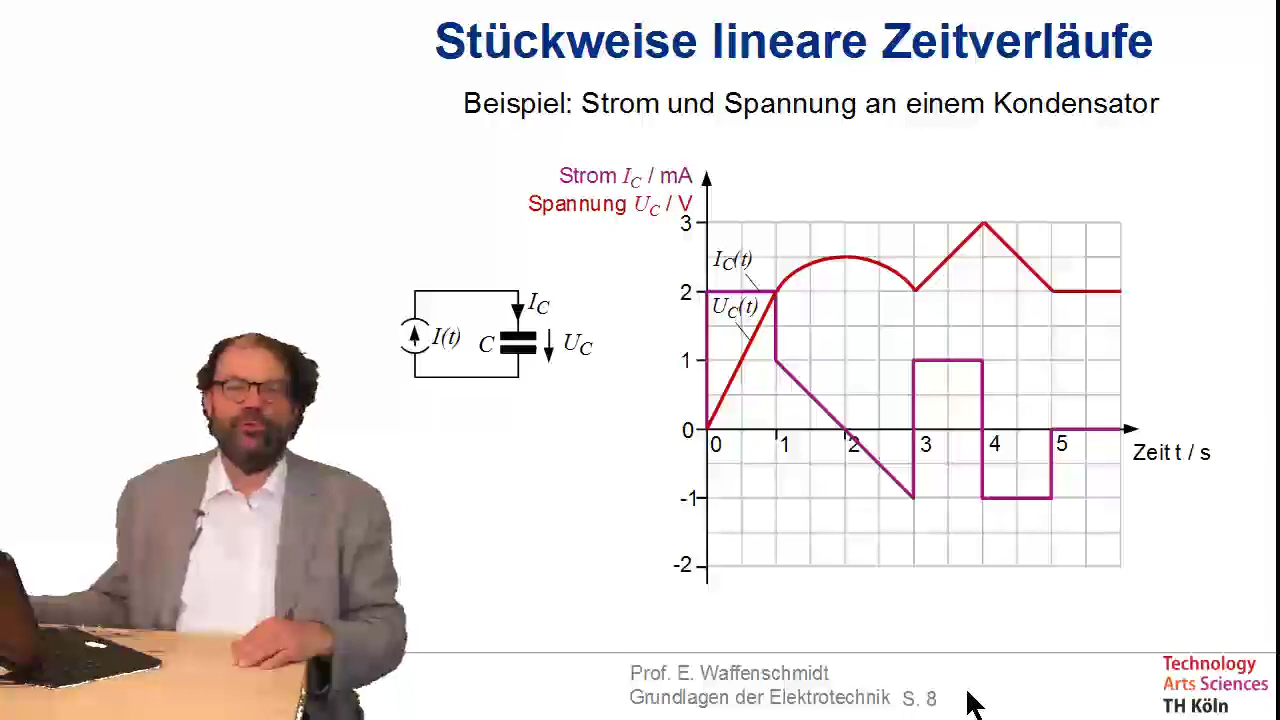 Stückweise lineare Zeitverläufe
Beispiel: Strom und Spannung an einem Kondensator
Strom I_C / mA
Spannung U_C / V
3
2
1
0
-1
-2
I_C(t)
U_C(t)
0 1 2 3 4 5
Zeit t / s
I_C
I(t)
C
U_C
Prof. E. Waffenschmidt
Grundlagen der Elektrotechnik S. 8
Technology
Arts Sciences
TH Köln